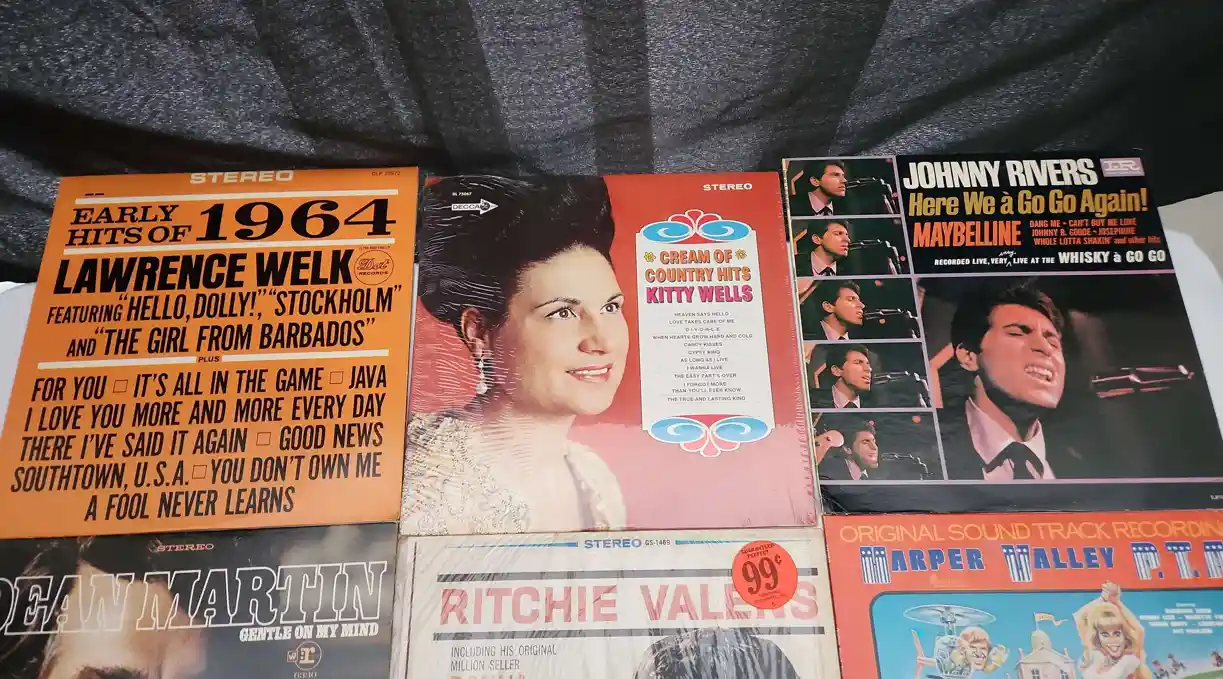 STEREO
DLP 25572
EARLY
HITS OF 1964
LAWRENCE WELK
Dot
RECORDS
FEATURING "HELLO, DOLLY!", "STOCKHOLM"
AND "THE GIRL FROM BARBADOS"
PLUS
FOR YOU □ IT'S ALL IN THE GAME □ JAVA
I LOVE YOU MORE AND MORE EVERY DAY
THERE I'VE SAID IT AGAIN □ GOOD NEWS
SOUTHTOWN, U.S.A. □ YOU DON'T OWN ME
A FOOL NEVER LEARNS
DL 75067
STEREO
DECCA
CREAM OF
COUNTRY HITS
KITTY WELLS
HEAVEN SAYS HELLO
LOVE TAKES CARE OF ME
D-I-V-O-R-C-E
WHEN HEARTS GROW HARD AND COLD
CANDY KISSES
GYPSY KING
AS LONG AS I LIVE
I WANNA LIVE
THE EASY PART'S OVER
I FORGOT MORE
THAN YOU'LL EVER KNOW
THE TRUE AND LASTING KIND
JOHNNY RIVERS
IR
Here We à Go Go Again!
MAYBELLINE
DANG ME · CAN'T BUY ME LOVE
JOHNNY B. GOODE · JOSEPHINE
WHOLE LOTTA SHAKIN' and other hits
RECORDED LIVE, VERY, very, LIVE AT THE WHISKY à GO GO
STEREO
DEAN MARTIN
GENTLE ON MY MIND
STEREO GS-1469
RITCHIE VALENS
99¢
INCLUDING HIS ORIGINAL
MILLION SELLER
ORIGINAL SOUND TRACK RECORDIN
HARPER VALLEY P.T.A